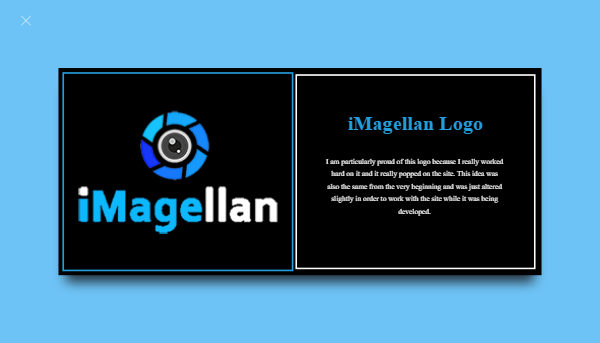 iMagellan
iMagellan Logo
I am particularly proud of this logo because I really worked
hard on it and it really popped on the site. This idea was
also the same from the very beginning and was just altered
slightly in order to work with the site while it was being
developed.